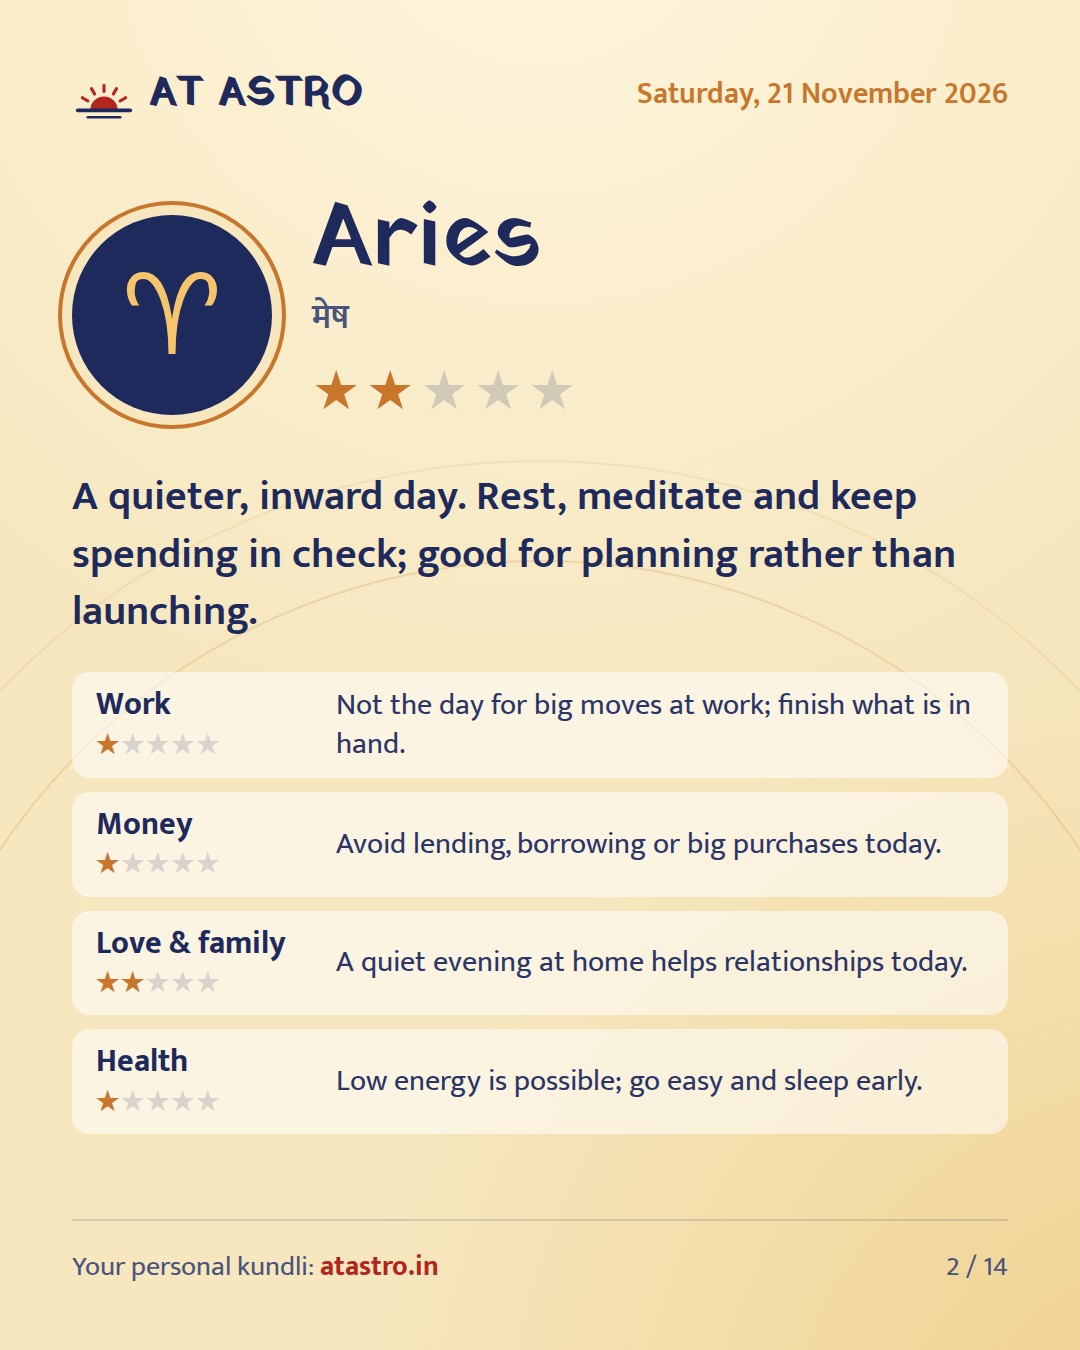 AT ASTRO
Saturday, 21 November 2026
Aries
मेष
A quieter, inward day. Rest, meditate and keep
spending in check; good for planning rather than
launching.
Work
Not the day for big moves at work; finish what is in
hand.
Money
Avoid lending, borrowing or big purchases today.
Love & family
A quiet evening at home helps relationships today.
Health
Low energy is possible; go easy and sleep early.
Your personal kundli: atastro.in
2 / 14